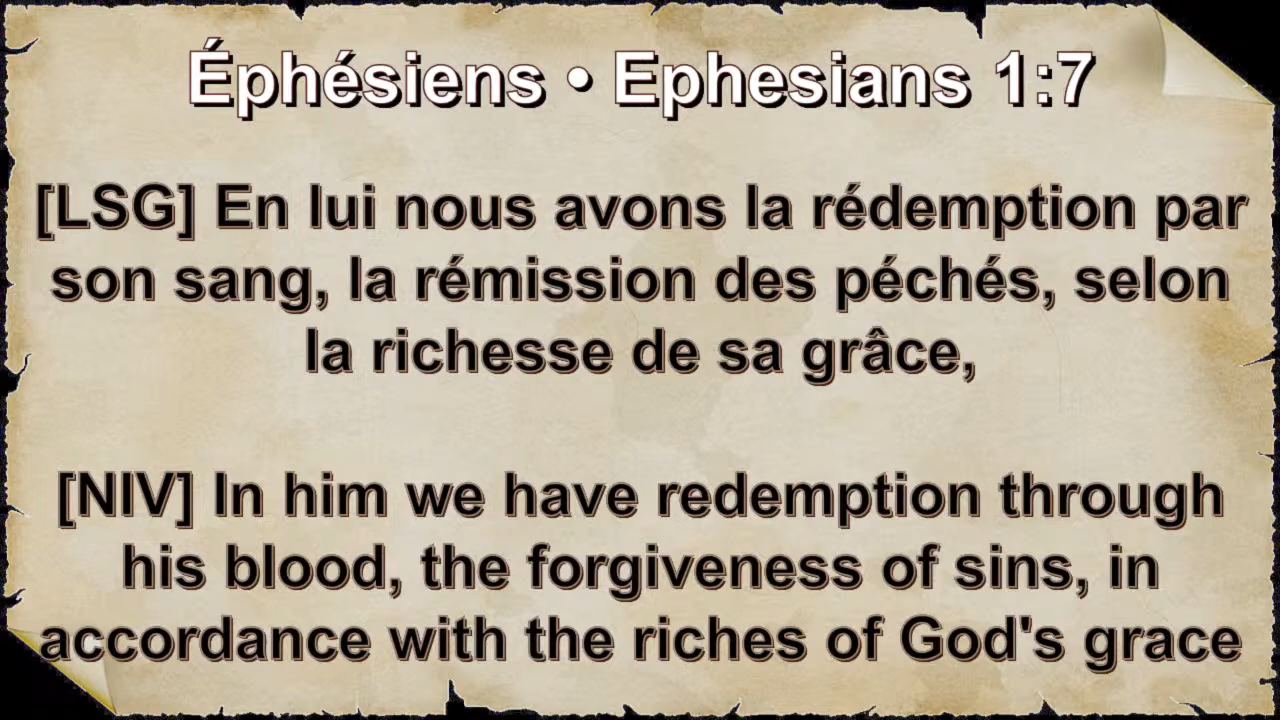 Éphésiens • Ephesians 1:7
[LSG] En lui nous avons la rédemption par
son sang, la rémission des péchés, selon
la richesse de sa grâce,
[NIV] In him we have redemption through
his blood, the forgiveness of sins, in
accordance with the riches of God's grace